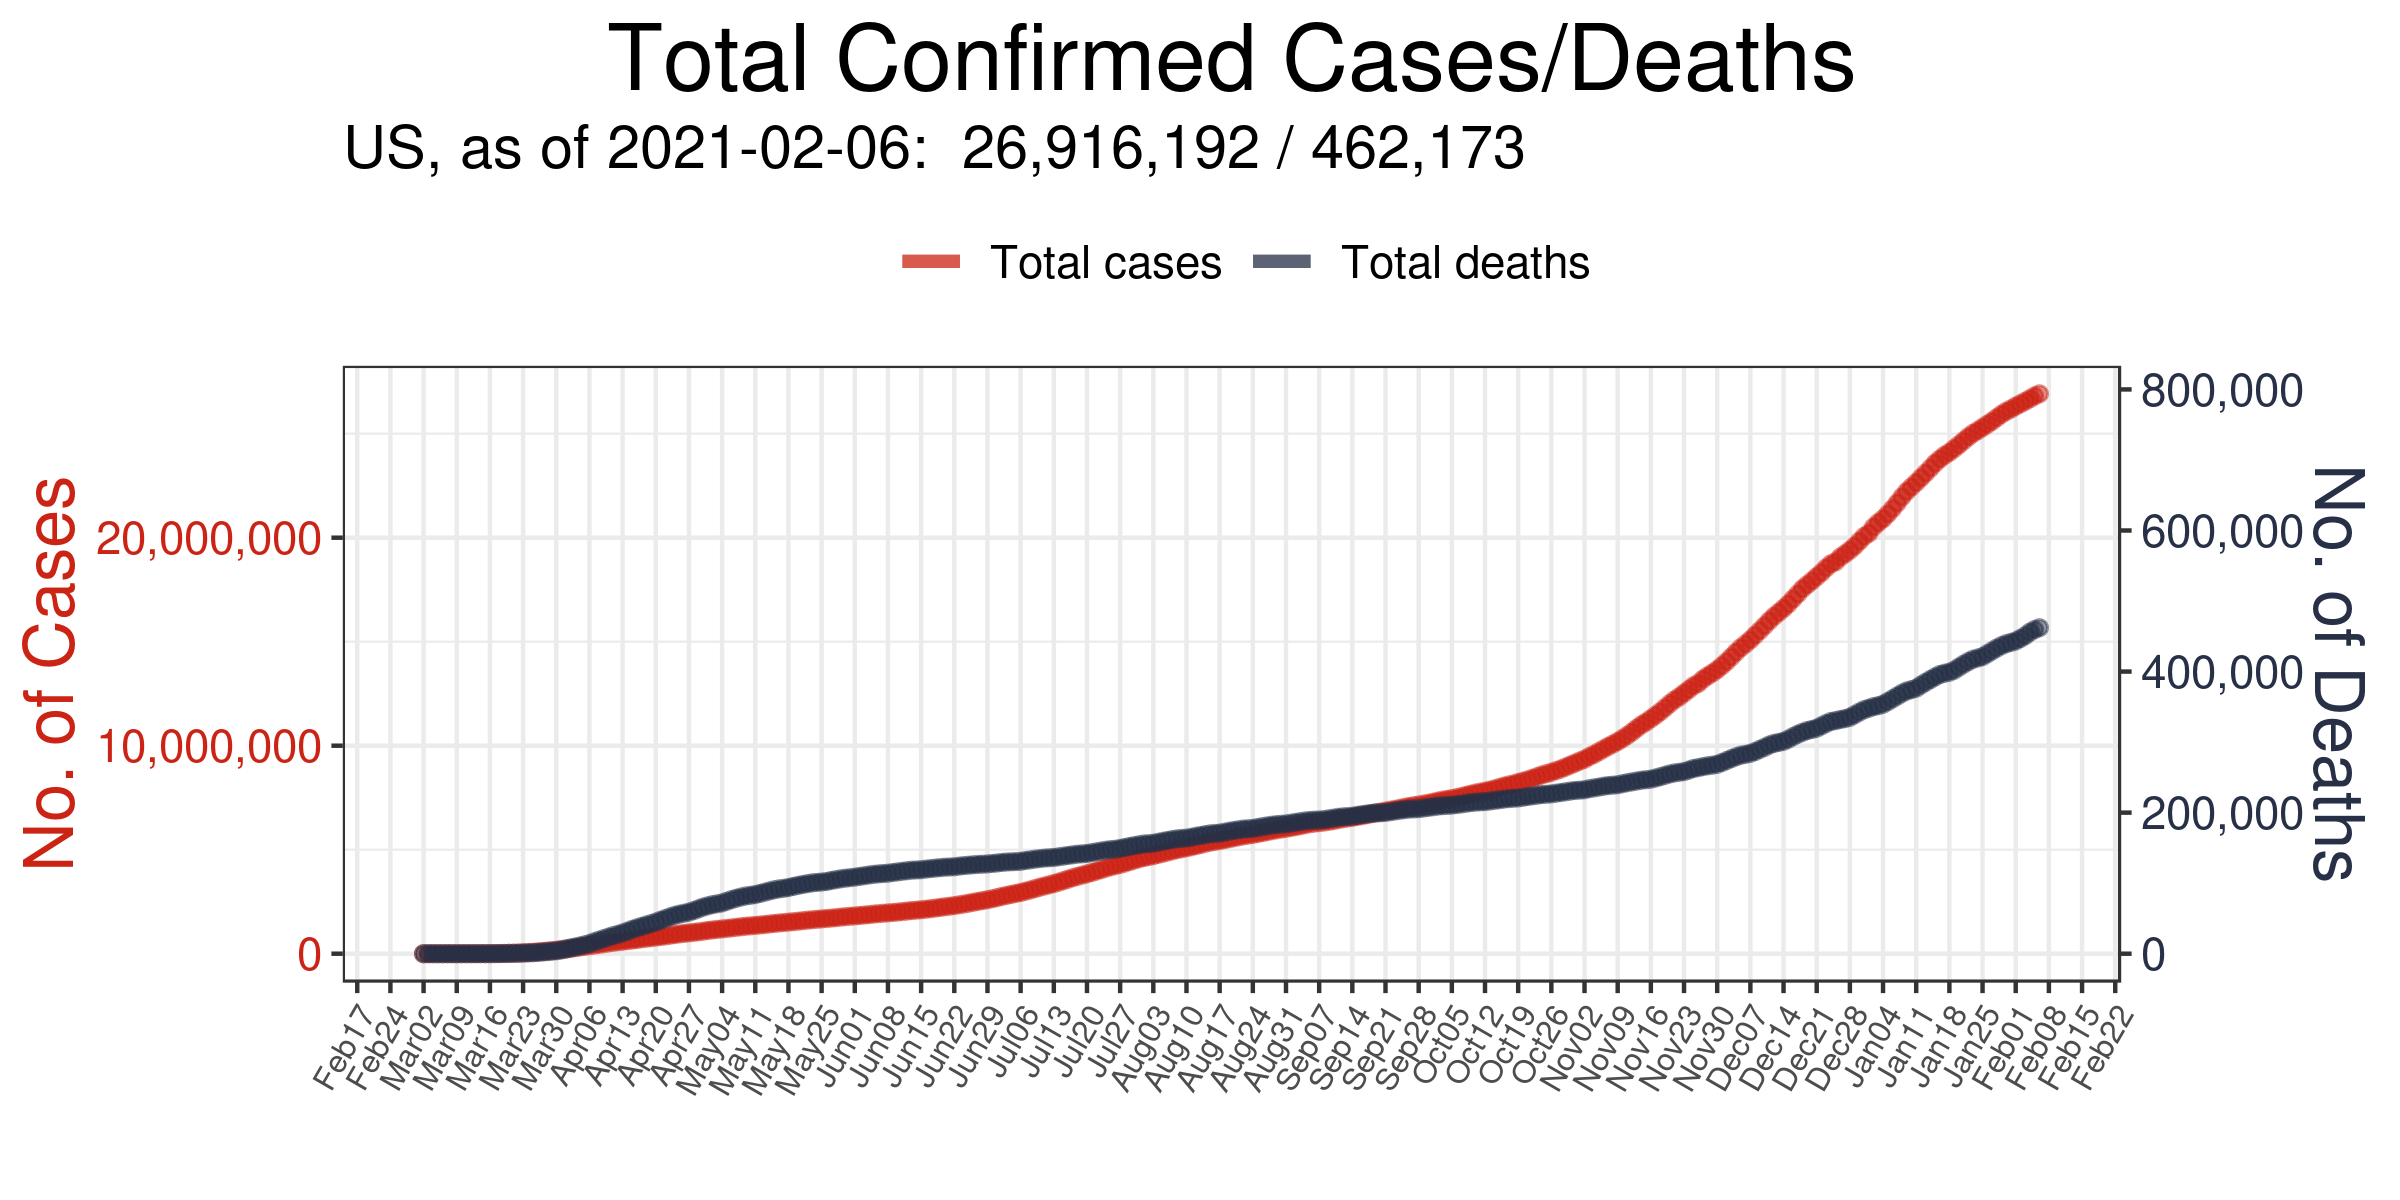 Total Confirmed Cases/Deaths
US, as of 2021-02-06:  26,916,192 / 462,173
Total cases
Total deaths
No. of Cases
20,000,000
10,000,000
0
800,000
600,000
400,000
200,000
0
No. of Deaths
Feb17
Feb24
Mar02
Mar09
Mar16
Mar23
Mar30
Apr06
Apr13
Apr20
Apr27
May04
May11
May18
May25
Jun01
Jun08
Jun15
Jun22
Jun29
Jul06
Jul13
Jul20
Jul27
Aug03
Aug10
Aug17
Aug24
Aug31
Sep07
Sep14
Sep21
Sep28
Oct05
Oct12
Oct19
Oct26
Nov02
Nov09
Nov16
Nov23
Nov30
Dec07
Dec14
Dec21
Dec28
Dec04
Jan11
Jan18
Jan25
Jan25
Feb01
Feb08
Feb15
Feb22